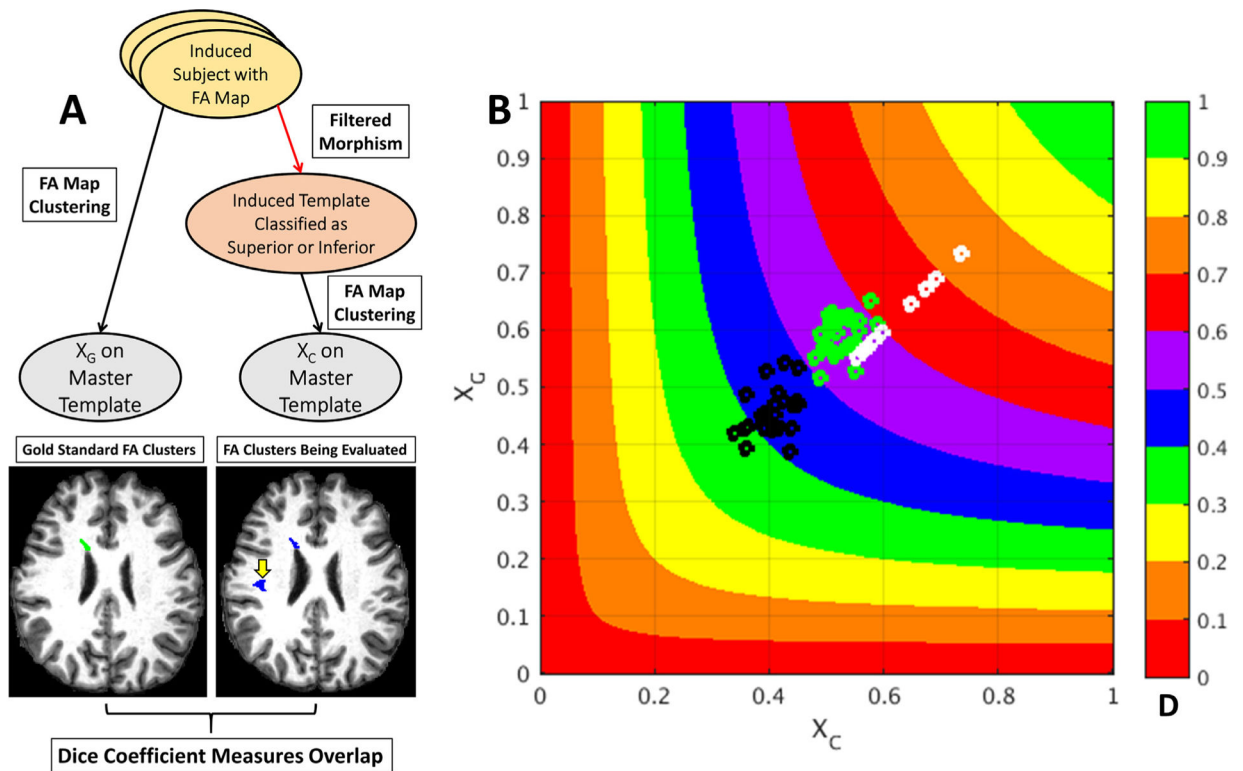 A
Induced
Subject with
FA Map
Filtered
Morphism
FA Map
Clustering
Induced Template
Classified as
Superior or Inferior
FA Map
Clustering
X_G on
Master
Template
X_C on
Master
Template
Gold Standard FA Clusters
FA Clusters Being Evaluated
Dice Coefficient Measures Overlap
B
1
0.9
0.8
0.7
0.6
0.5
0.4
0.3
0.2
0.1
0
X_G
0
0.2
0.4
0.6
0.8
1
X_C
1
0.9
0.8
0.7
0.6
0.5
0.4
0.3
0.2
0.1
0
D